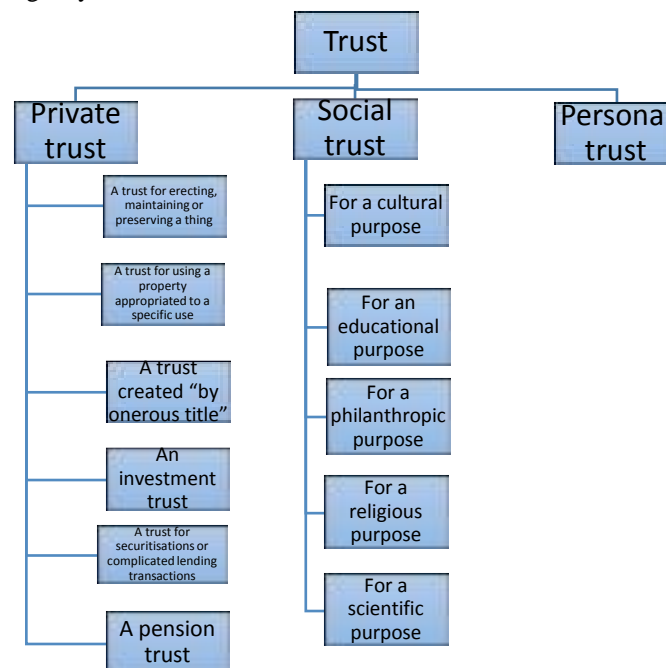 Trust
Private
trust
Social
trust
Persona
trust
A trust for erecting,
maintaining or
preserving a thing
A trust for using a
property
appropriated to a
specific use
A trust
created “by
onerous title”
An
investment
trust
A trust for
securitisations or
complicated lending
transactions
A pension
trust
For a cultural
purpose
For an
educational
purpose
For a
philanthropic
purpose
For a
religious
purpose
For a
scientific
purpose